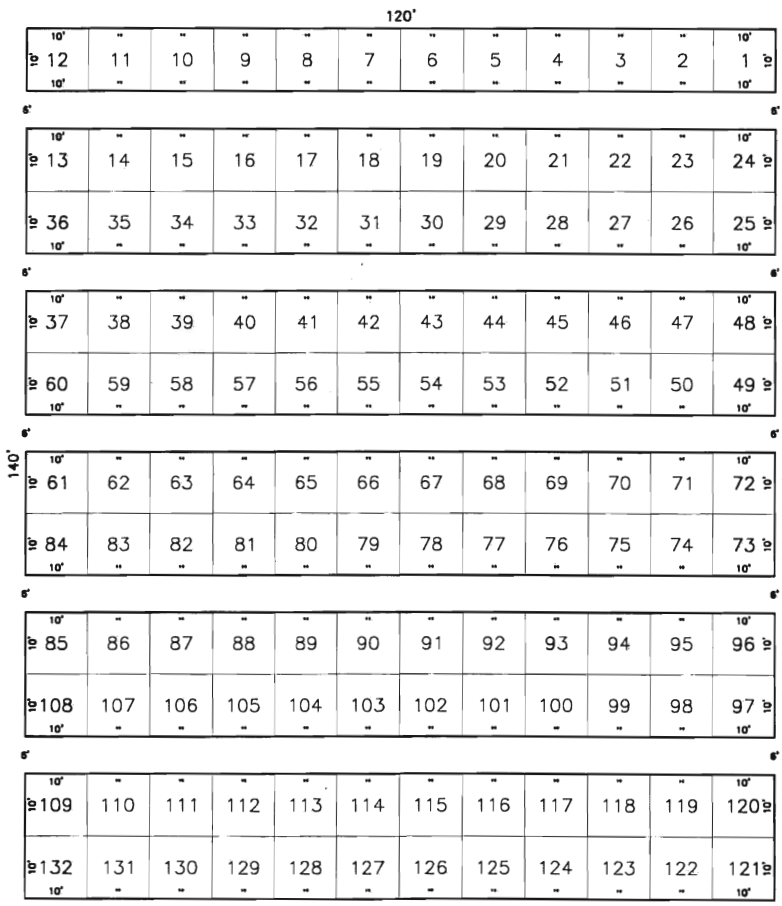 120'
10' " " " " " " " " " " 10'
10' 12 11 10 9 8 7 6 5 4 3 2 1 10'
10' " " " " " " " " " " 10'
6' 6'
10' " " " " " " " " " " 10'
10' 13 14 15 16 17 18 19 20 21 22 23 24 10'
10' 36 35 34 33 32 31 30 29 28 27 26 25 10'
10' " " " " " " " " " " 10'
6' 6'
10' " " " " " " " " " " 10'
10' 37 38 39 40 41 42 43 44 45 46 47 48 10'
10' 60 59 58 57 56 55 54 53 52 51 50 49 10'
10' " " " " " " " " " " 10'
6' 6'
140'
10' " " " " " " " " " " 10'
10' 61 62 63 64 65 66 67 68 69 70 71 72 10'
10' 84 83 82 81 80 79 78 77 76 75 74 73 10'
10' " " " " " " " " " " 10'
6' 6'
10' " " " " " " " " " " 10'
10' 85 86 87 88 89 90 91 92 93 94 95 96 10'
10' 108 107 106 105 104 103 102 101 100 99 98 97 10'
10' " " " " " " " " " " 10'
6' 6'
10' " " " " " " " " " " 10'
10' 109 110 111 112 113 114 115 116 117 118 119 120 10'
10' 132 131 130 129 128 127 126 125 124 123 122 121 10'
10' " " " " " " " " " " 10'